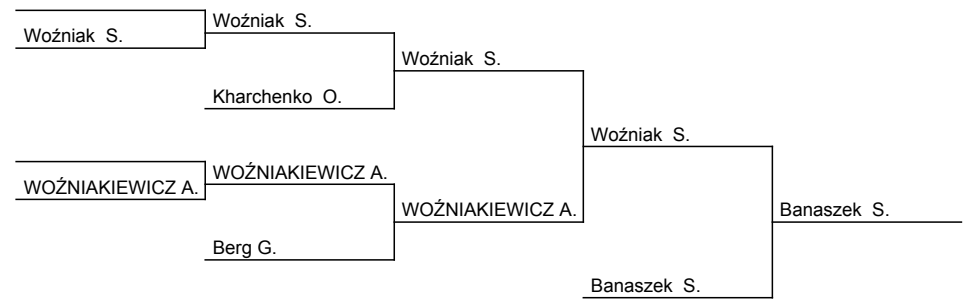 Woźniak S.
Woźniak S.
Woźniak S.
Kharchenko O.
Woźniak S.
WOŹNIAKIEWICZ A.
WOŹNIAKIEWICZ A.
WOŹNIAKIEWICZ A.
Banaszek S.
Berg G.
Banaszek S.